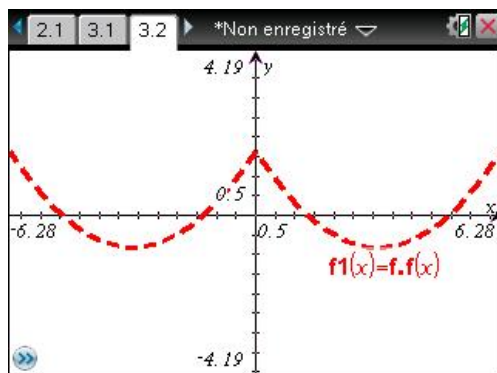 2.1 3.1 3.2 *Non enregistré
4.19 y
0.5
x
-6.28 0.5 6.28
f1(x)=f.f(x)
-4.19